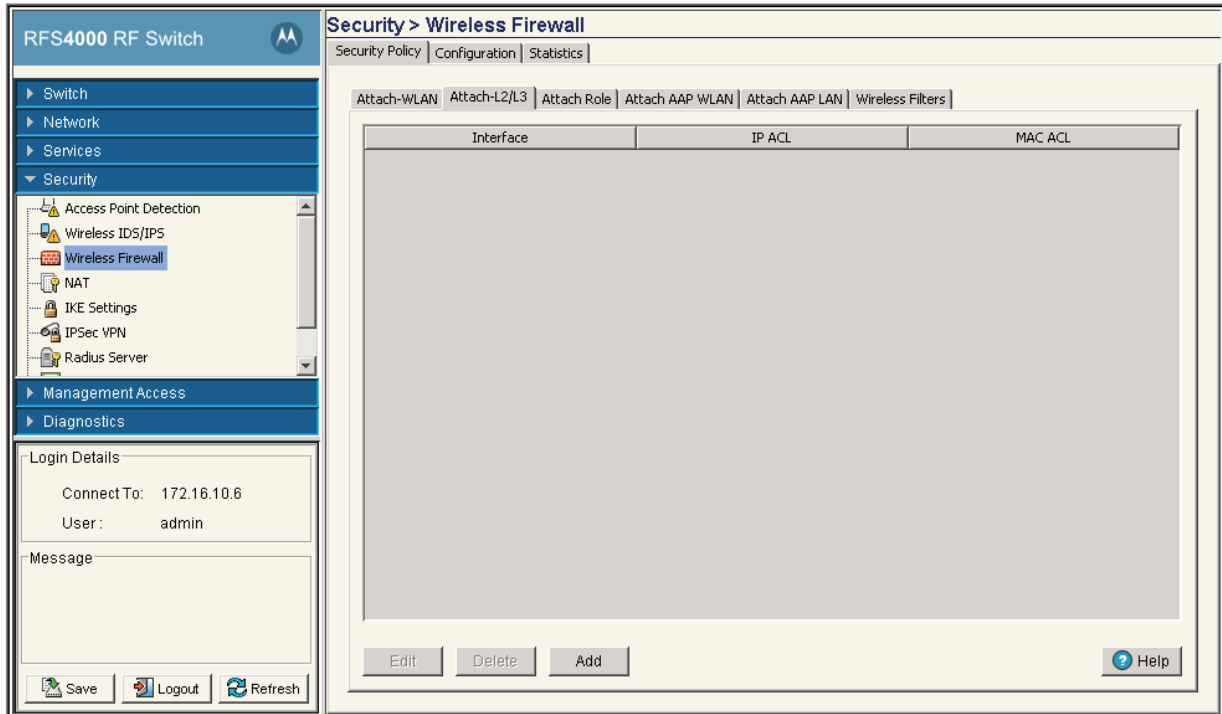 RFS4000 RF Switch
Switch
Network
Services
Security
Access Point Detection
Wireless IDS/IPS
Wireless Firewall
NAT
IKE Settings
IPSec VPN
Radius Server
Management Access
Diagnostics
Login Details
Connect To: 172.16.10.6
User : admin
Message
Save Logout Refresh
Security > Wireless Firewall
Security Policy Configuration Statistics
Attach-WLAN Attach-L2/L3 Attach Role Attach AAP WLAN Attach AAP LAN Wireless Filters
Interface IP ACL MAC ACL
Edit Delete Add Help